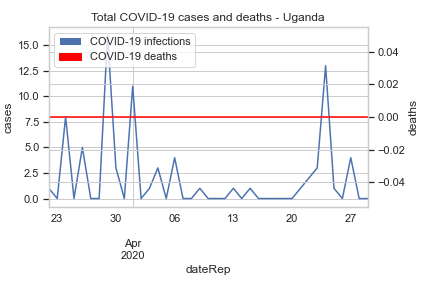 Total COVID-19 cases and deaths - Uganda
COVID-19 infections
COVID-19 deaths
15.0
12.5
10.0
7.5
5.0
2.5
0.0
cases
0.04
0.02
0.00
−0.02
−0.04
deaths
23 30 06 13 20 27
Apr
2020
dateRep